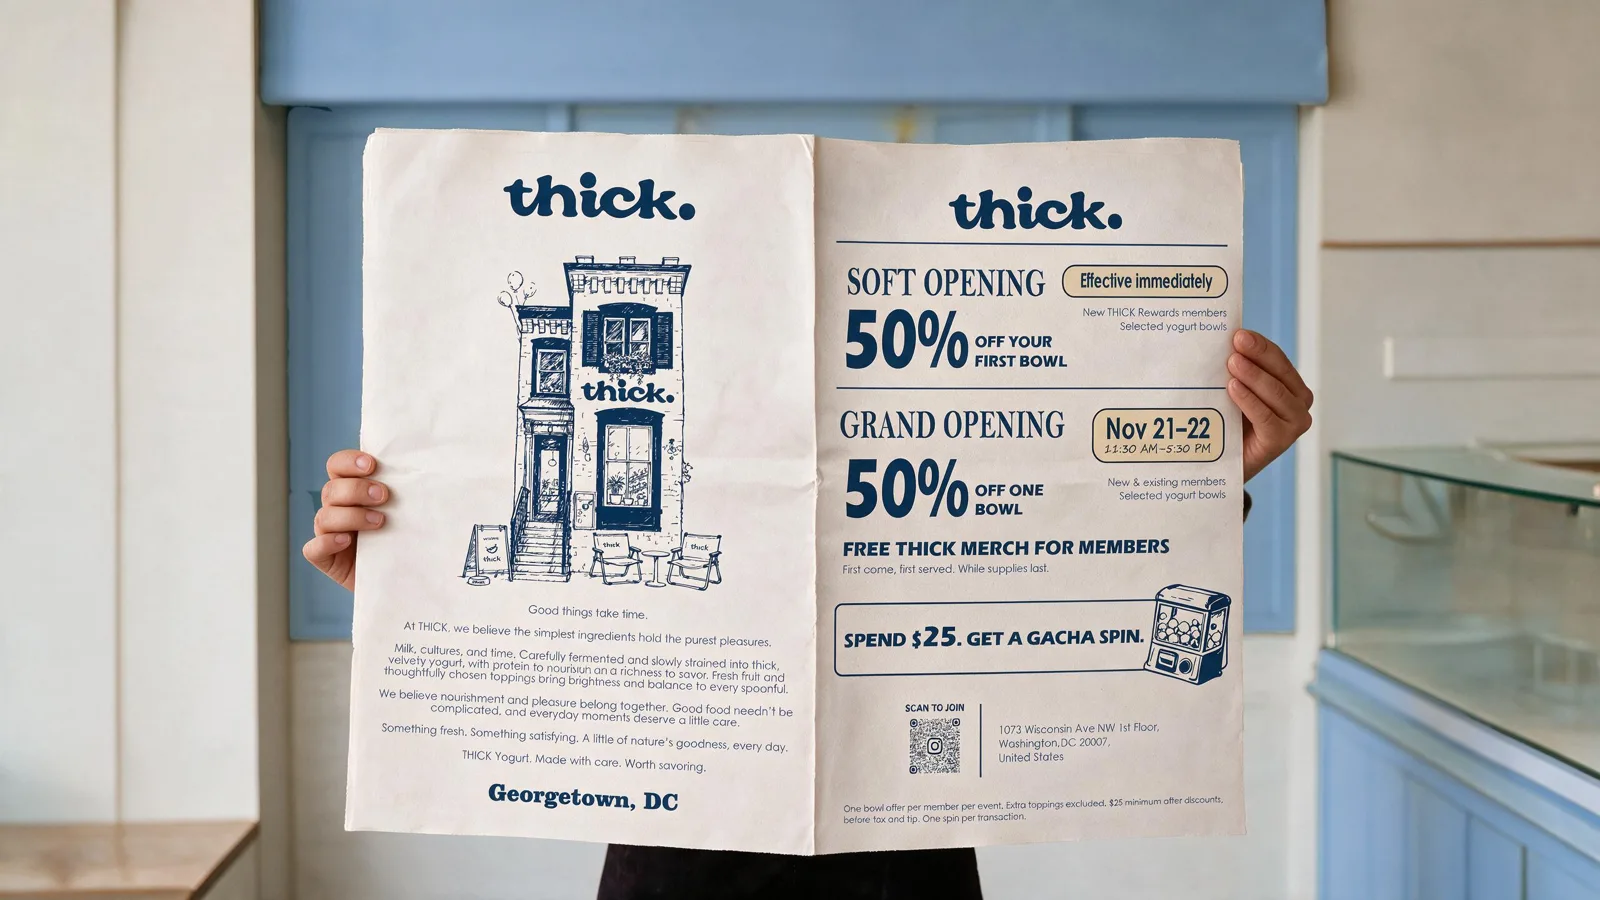 thick.
thick.
thick
thick
thick
Good things take time.
At THICK. we believe the simplest ingredients hold the purest pleasures.
Milk, cultures, and time. Carefully fermented and slowly strained into thick,
velvety yogurt, with protein to nourish an a richness to savor. Fresh fruit and
thoughtfully chosen toppings bring brightness and balance to every spoonful.
We believe nourishment and pleasure belong together. Good food needn't be
complicated, and everyday moments deserve a little care.
Something fresh. Something satisfying. A little of nature's goodness, every day.
THICK Yogurt. Made with care. Worth savoring.
Georgetown, DC
thick.
SOFT OPENING
Effective immediately
50% OFF YOUR
FIRST BOWL
New THICK Rewards members
Selected yogurt bowls
GRAND OPENING
Nov 21–22
11:30 AM–5:30 PM
50% OFF ONE
BOWL
New & existing members
Selected yogurt bowls
FREE THICK MERCH FOR MEMBERS
First come, first served. While supplies last.
SPEND $25. GET A GACHA SPIN.
SCAN TO JOIN
1073 Wisconsin Ave NW 1st Floor,
Washington,DC 20007,
United States
One bowl offer per member per event. Extra toppings excluded. $25 minimum after discounts,
before tax and tip. One spin per transaction.